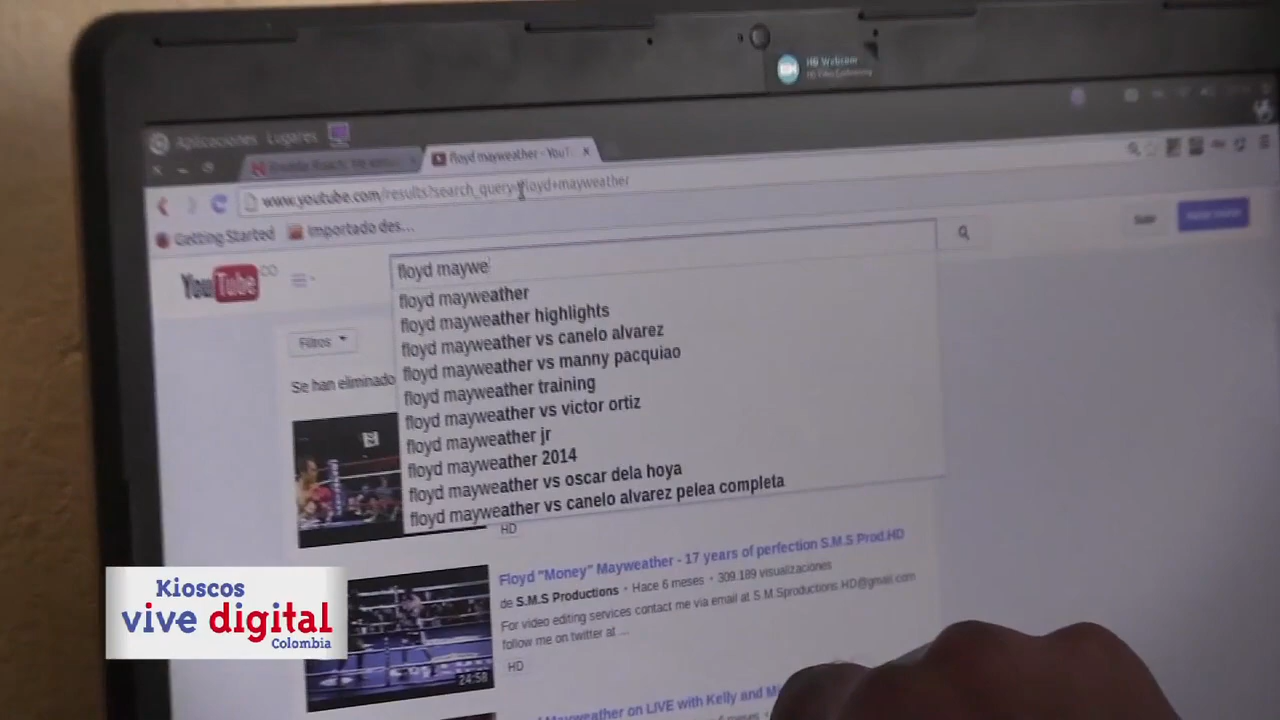 HD Webcam
Aplicaciones Lugares
floyd mayweather - YouT
www.youtube.com/results?search_query=floyd+mayweather
Getting Started
Importado des...
YouTube CO
floyd maywe
floyd mayweather
floyd mayweather highlights
floyd mayweather vs canelo alvarez
floyd mayweather vs manny pacquiao
floyd mayweather training
floyd mayweather vs victor ortiz
floyd mayweather jr
floyd mayweather 2014
floyd mayweather vs oscar dela hoya
floyd mayweather vs canelo alvarez pelea completa
Filtros
Se han eliminado
HD
Floyd "Money" Mayweather - 17 years of perfection S.M.S Prod.HD
de S.M.S Productions • Hace 6 meses • 309.189 visualizaciones
For video editing services contact me via email at S.M.Sproductions.HD@gmail.com
follow me on twitter at ...
HD
24:58
Mayweather on LIVE with Kelly and Mi
Kioscos
vive digital
Colombia